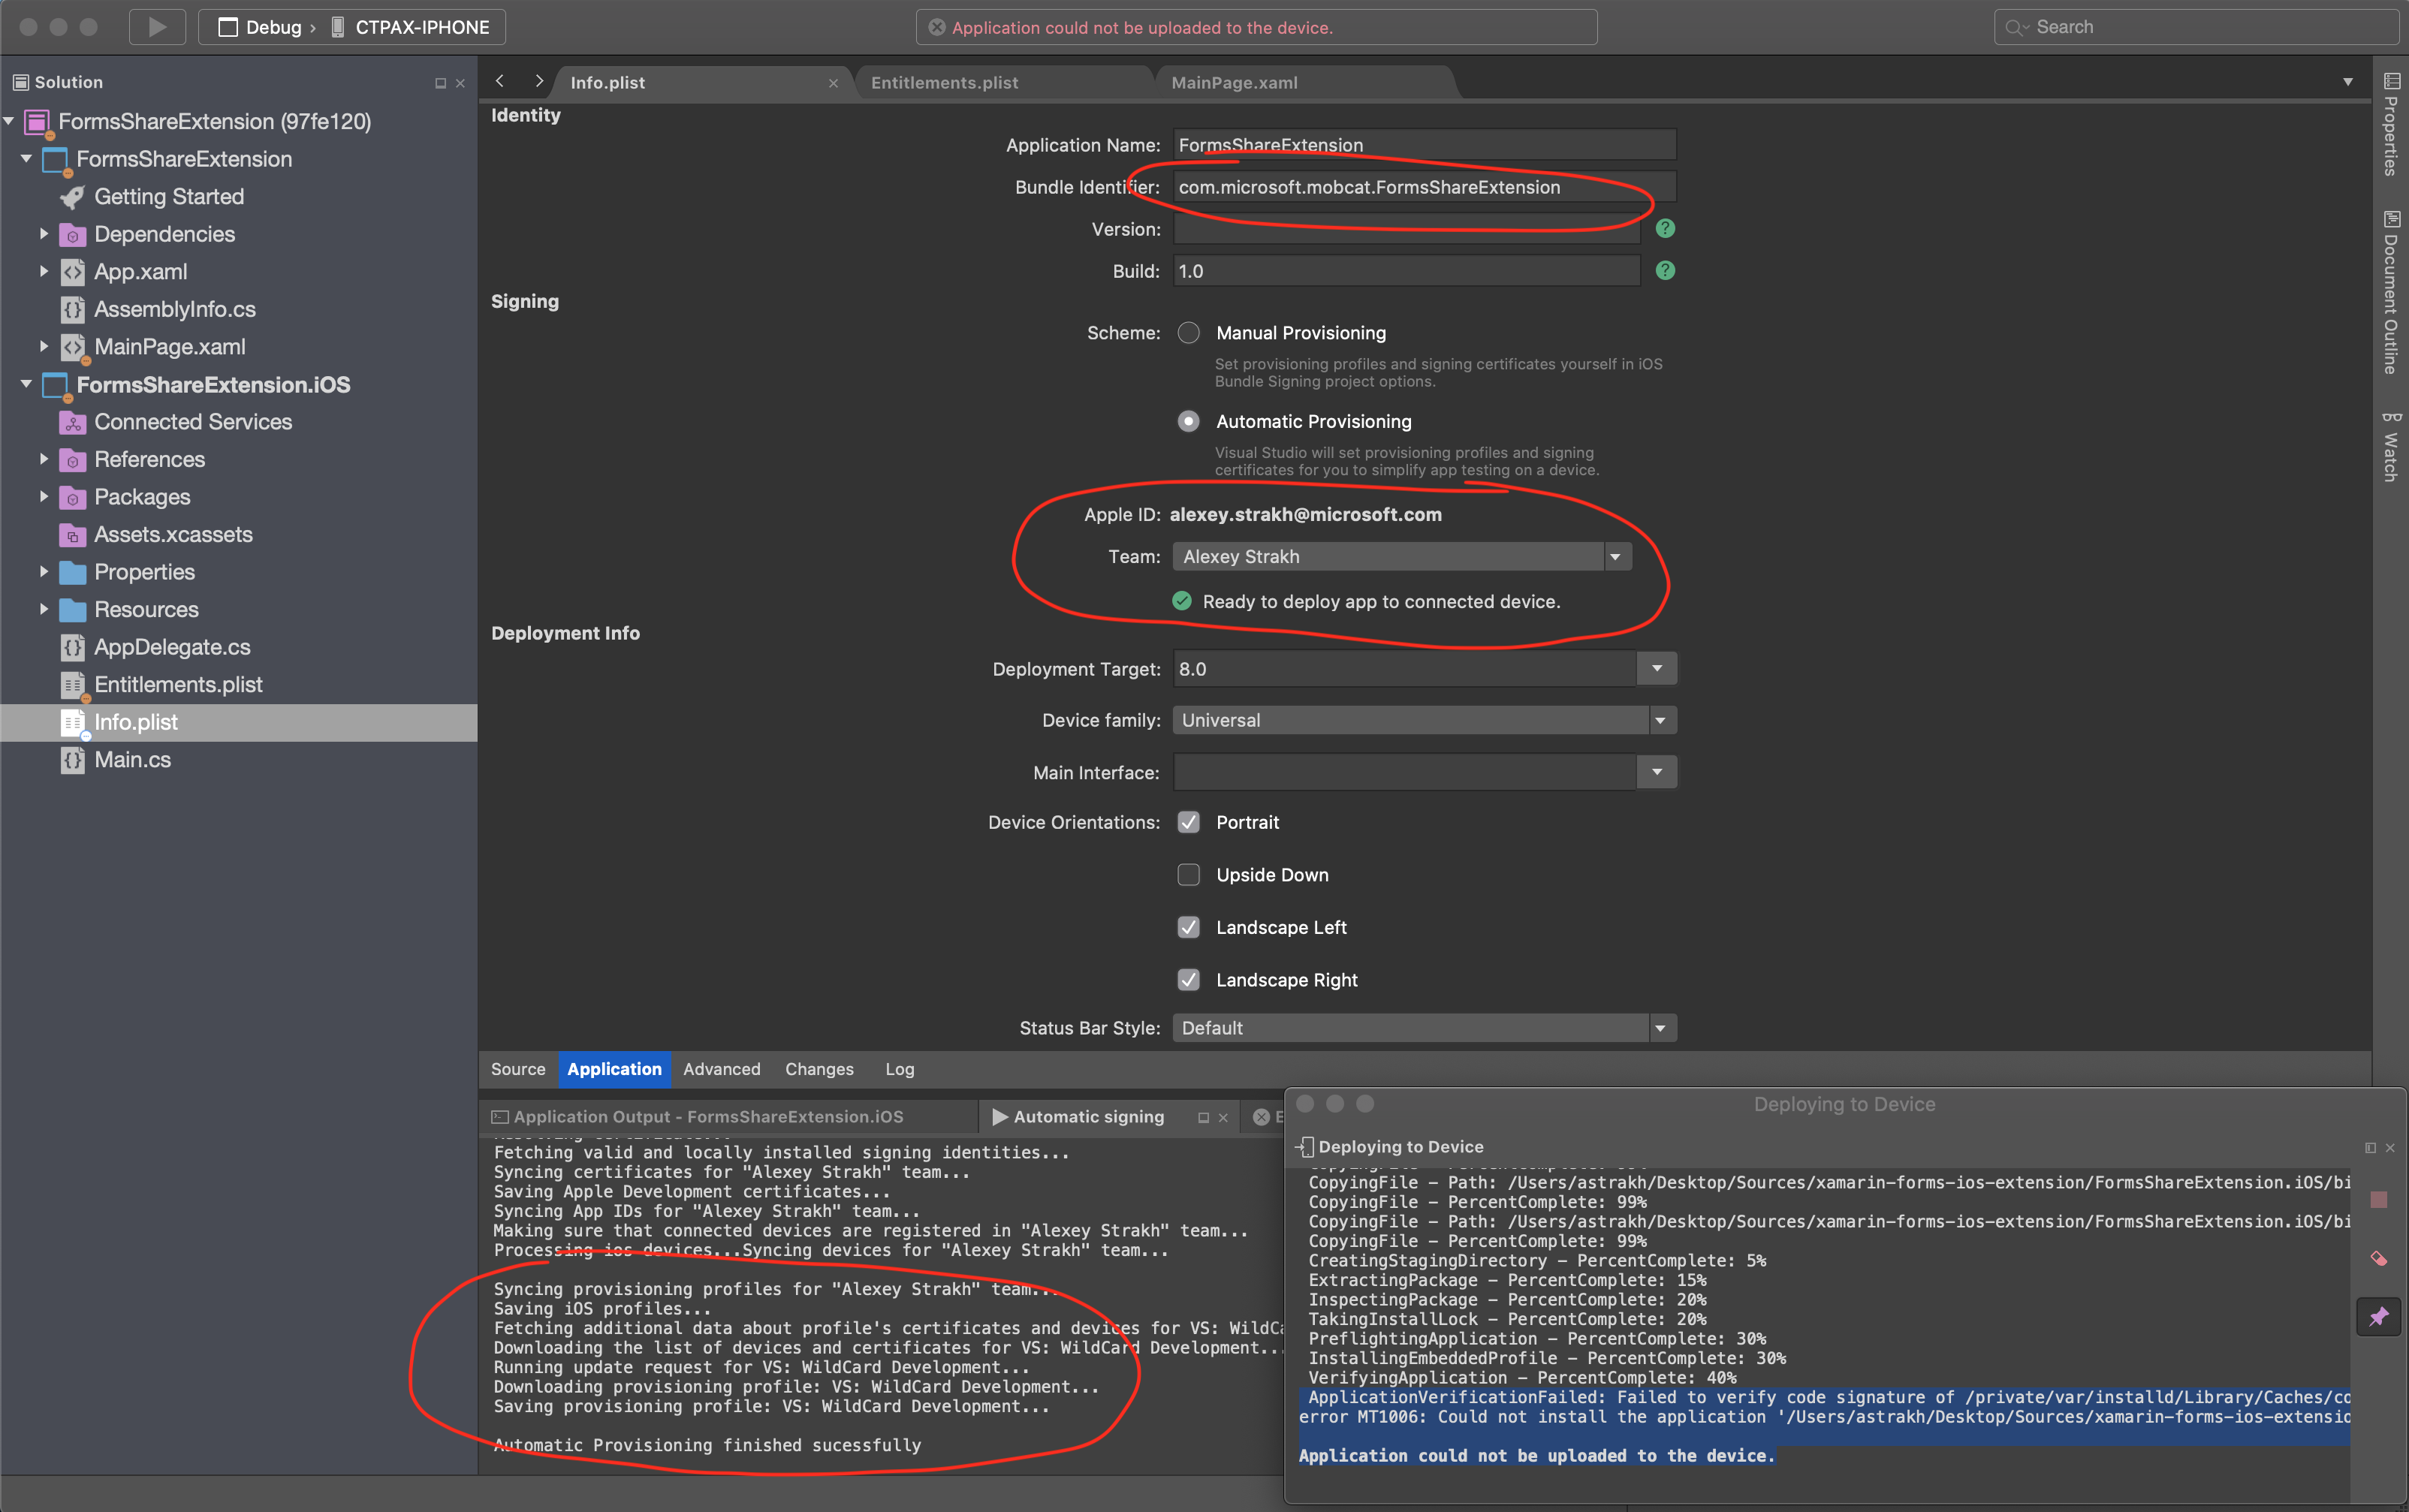 Debug › CTPAX-IPHONE
Application could not be uploaded to the device.
Search
Solution
FormsShareExtension (97fe120)
FormsShareExtension
Getting Started
Dependencies
App.xaml
AssemblyInfo.cs
MainPage.xaml
FormsShareExtension.iOS
Connected Services
References
Packages
Assets.xcassets
Properties
Resources
AppDelegate.cs
Entitlements.plist
Info.plist
Main.cs
Info.plist
Entitlements.plist
MainPage.xaml
Identity
Application Name: FormsShareExtension
Bundle Identifier: com.microsoft.mobcat.FormsShareExtension
Version:
Build: 1.0
Signing
Scheme: Manual Provisioning
Set provisioning profiles and signing certificates yourself in iOS
Bundle Signing project options.
Automatic Provisioning
Visual Studio will set provisioning profiles and signing
certificates for you to simplify app testing on a device.
Apple ID: alexey.strakh@microsoft.com
Team: Alexey Strakh
Ready to deploy app to connected device.
Deployment Info
Deployment Target: 8.0
Device family: Universal
Main Interface:
Device Orientations: Portrait
Upside Down
Landscape Left
Landscape Right
Status Bar Style: Default
Source Application Advanced Changes Log
Properties
Document Outline
Watch
Application Output - FormsShareExtension.iOS
Automatic signing
E
Fetching valid and locally installed signing identities...
Syncing certificates for "Alexey Strakh" team...
Saving Apple Development certificates...
Syncing App IDs for "Alexey Strakh" team...
Making sure that connected devices are registered in "Alexey Strakh" team...
Processing ios devices...Syncing devices for "Alexey Strakh" team...
Syncing provisioning profiles for "Alexey Strakh" team...
Saving iOS profiles...
Fetching additional data about profile's certificates and devices for VS: WildCa
Downloading the list of devices and certificates for VS: WildCard Development...
Running update request for VS: WildCard Development...
Downloading provisioning profile: VS: WildCard Development...
Saving provisioning profile: VS: WildCard Development...
Automatic Provisioning finished sucessfully
Deploying to Device
Deploying to Device
CopyingFile - Path: /Users/astrakh/Desktop/Sources/xamarin-forms-ios-extension/FormsShareExtension.iOS/bi
CopyingFile - PercentComplete: 99%
CopyingFile - Path: /Users/astrakh/Desktop/Sources/xamarin-forms-ios-extension/FormsShareExtension.iOS/bi
CopyingFile - PercentComplete: 99%
CreatingStagingDirectory - PercentComplete: 5%
ExtractingPackage - PercentComplete: 15%
InspectingPackage - PercentComplete: 20%
TakingInstallLock - PercentComplete: 20%
PreflightingApplication - PercentComplete: 30%
InstallingEmbeddedProfile - PercentComplete: 30%
VerifyingApplication - PercentComplete: 40%
ApplicationVerificationFailed: Failed to verify code signature of /private/var/installd/Library/Caches/co
error MT1006: Could not install the application '/Users/astrakh/Desktop/Sources/xamarin-forms-ios-extensio
Application could not be uploaded to the device.